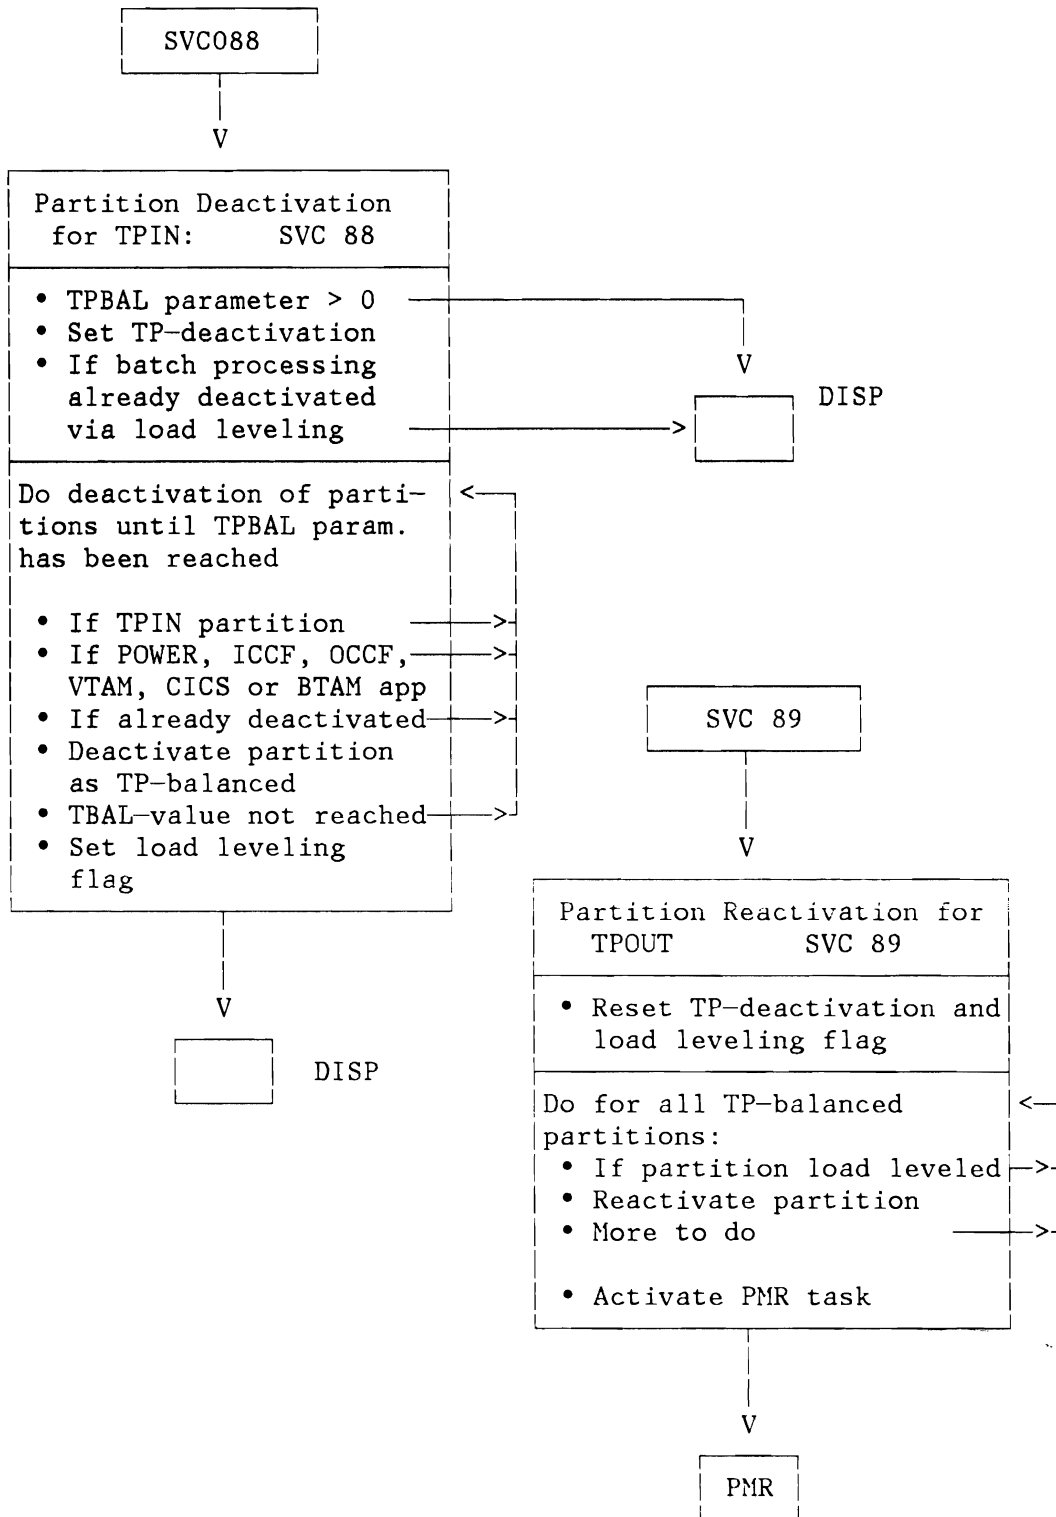 SVC088
V
Partition Deactivation
for TPIN: SVC 88
• TPBAL parameter > 0
• Set TP-deactivation
• If batch processing
already deactivated
via load leveling
V
> DISP
Do deactivation of parti-
tions until TPBAL param.
has been reached
<
• If TPIN partition >
• If POWER, ICCF, OCCF, >
VTAM, CICS or BTAM app
• If already deactivated >
• Deactivate partition
as TP-balanced
• TBAL-value not reached >
• Set load leveling
flag
V
DISP
SVC 89
V
Partition Reactivation for
TPOUT SVC 89
• Reset TP-deactivation and
load leveling flag
Do for all TP-balanced <
partitions:
• If partition load leveled >
• Reactivate partition
• More to do >
• Activate PMR task
V
PMR